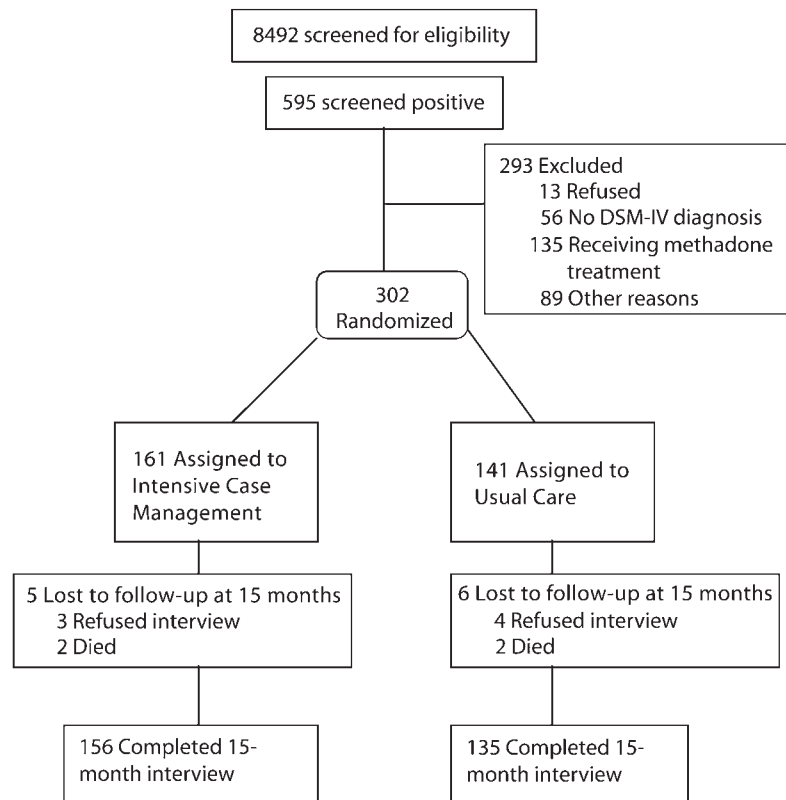 8492 screened for eligibility
595 screened positive
293 Excluded
13 Refused
56 No DSM-IV diagnosis
135 Receiving methadone
treatment
89 Other reasons
302
Randomized
161 Assigned to
Intensive Case
Management
141 Assigned to
Usual Care
5 Lost to follow-up at 15 months
3 Refused interview
2 Died
6 Lost to follow-up at 15 months
4 Refused interview
2 Died
156 Completed 15-
month interview
135 Completed 15-
month interview